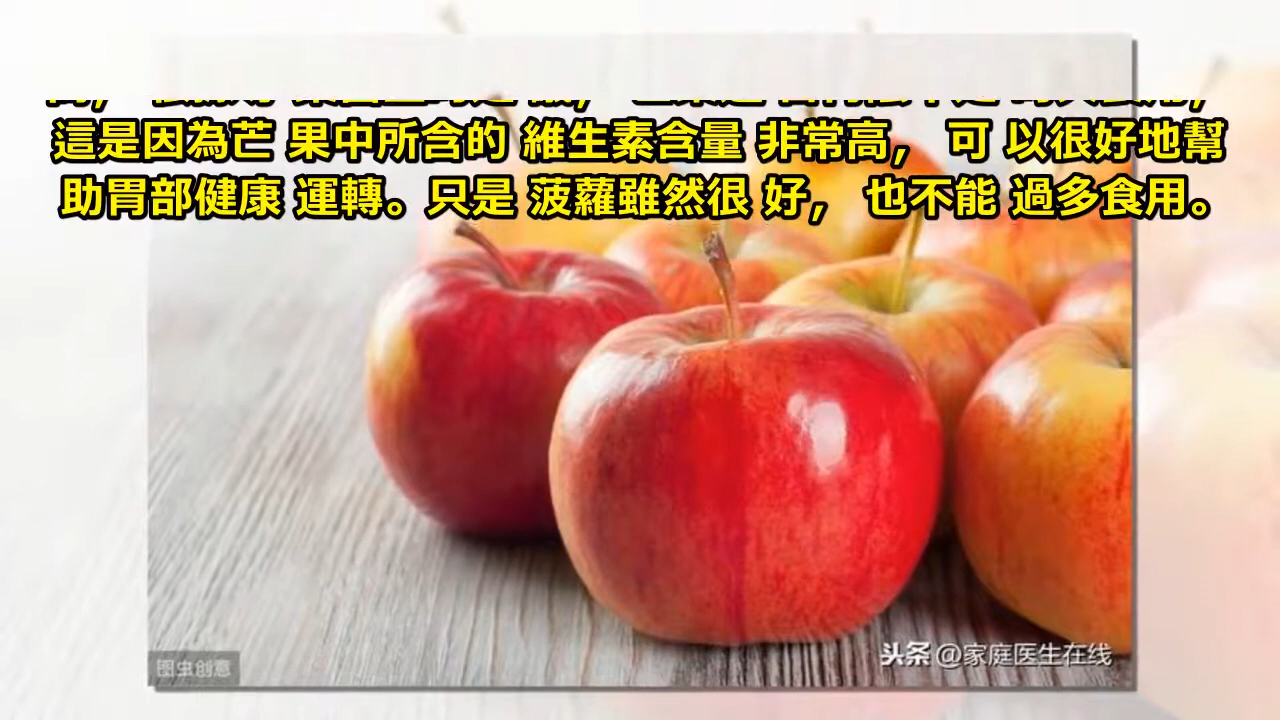 這是因為芒 果中所含的 維生素含量 非常高， 可 以很好地幫
助胃部健康 運轉。只是 菠蘿雖然很 好， 也不能 過多食用。
图虫创意
头条@家庭医生在线